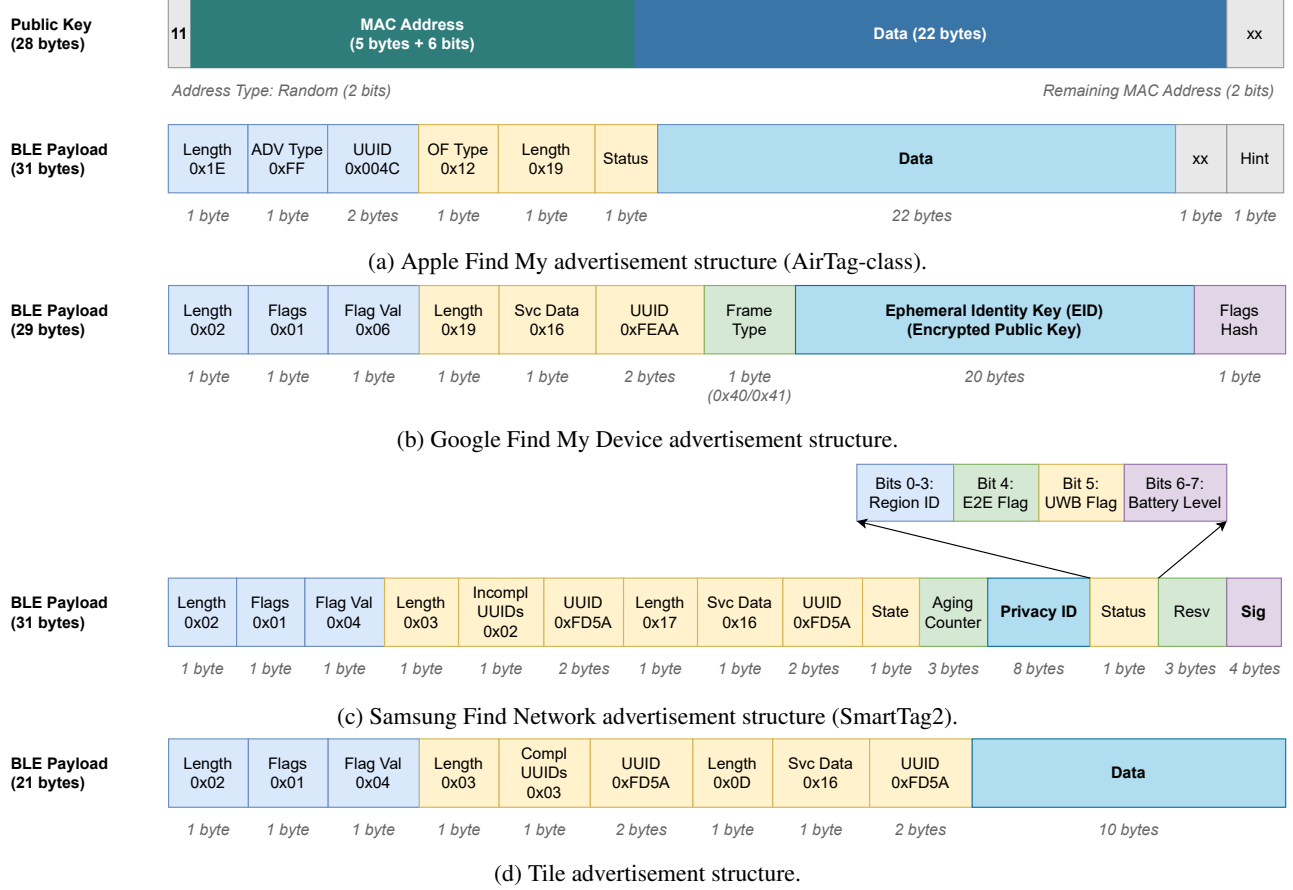 Public Key
(28 bytes)
11
MAC Address
(5 bytes + 6 bits)
Data (22 bytes)
xx
Address Type: Random (2 bits)
Remaining MAC Address (2 bits)
BLE Payload
(31 bytes)
Length
0x1E
ADV Type
0xFF
UUID
0x004C
OF Type
0x12
Length
0x19
Status
Data
xx
Hint
1 byte
1 byte
2 bytes
1 byte
1 byte
1 byte
22 bytes
1 byte
1 byte
(a) Apple Find My advertisement structure (AirTag-class).
BLE Payload
(29 bytes)
Length
0x02
Flags
0x01
Flag Val
0x06
Length
0x19
Svc Data
0x16
UUID
0xFEAA
Frame
Type
Ephemeral Identity Key (EID)
(Encrypted Public Key)
Flags
Hash
1 byte
1 byte
1 byte
1 byte
1 byte
2 bytes
1 byte
(0x40/0x41)
20 bytes
1 byte
(b) Google Find My Device advertisement structure.
Bits 0-3:
Region ID
Bit 4:
E2E Flag
Bit 5:
UWB Flag
Bits 6-7:
Battery Level
BLE Payload
(31 bytes)
Length
0x02
Flags
0x01
Flag Val
0x04
Length
0x03
Incompl
UUIDs
0x02
UUID
0xFD5A
Length
0x17
Svc Data
0x16
UUID
0xFD5A
State
Aging
Counter
Privacy ID
Status
Resv
Sig
1 byte
1 byte
1 byte
1 byte
1 byte
2 bytes
1 byte
1 byte
2 bytes
1 byte
3 bytes
8 bytes
1 byte
3 bytes
4 bytes
(c) Samsung Find Network advertisement structure (SmartTag2).
BLE Payload
(21 bytes)
Length
0x02
Flags
0x01
Flag Val
0x04
Length
0x03
Compl
UUIDs
0x03
UUID
0xFD5A
Length
0x0D
Svc Data
0x16
UUID
0xFD5A
Data
1 byte
1 byte
1 byte
1 byte
1 byte
2 bytes
1 byte
1 byte
2 bytes
10 bytes
(d) Tile advertisement structure.